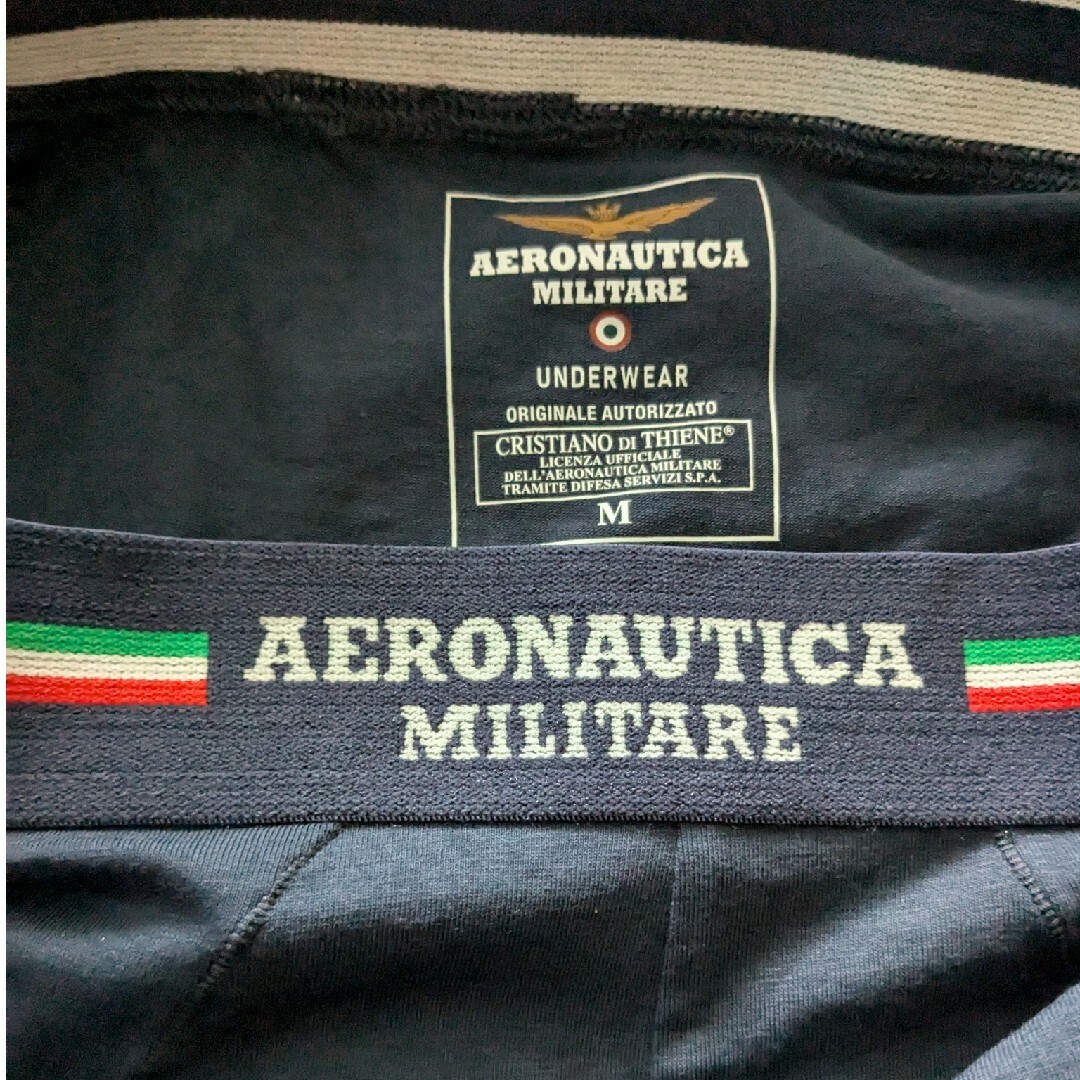 AERONAUTICA
MILITARE
UNDERWEAR
ORIGINALE AUTORIZZATO
CRISTIANO DI THIENE®
LICENZA UFFICIALE
DELL'AERONAUTICA MILITARE
TRAMITE DIFESA SERVIZI S.P.A.
M
AERONAUTICA
MILITARE